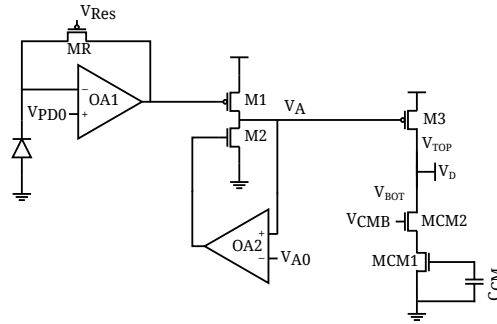 VRes
MR
−
OA1
+
VPD0
M1
M2
VA
M3
VTOP
VD
VBOT
VCMB
MCM2
MCM1
CCM
+
OA2
−
VA0